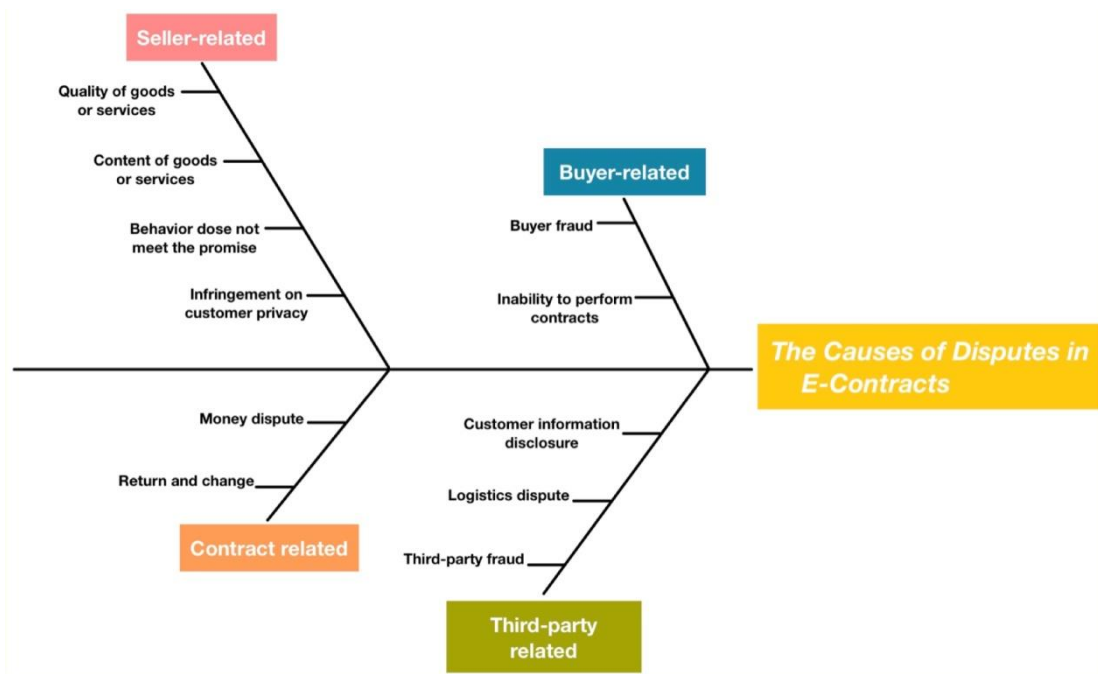 Seller-related
Quality of goods
or services
Content of goods
or services
Behavior dose not
meet the promise
Infringement on
customer privacy
Buyer-related
Buyer fraud
Inability to perform
contracts
The Causes of Disputes in
E-Contracts
Money dispute
Return and change
Contract related
Customer information
disclosure
Logistics dispute
Third-party fraud
Third-party
related